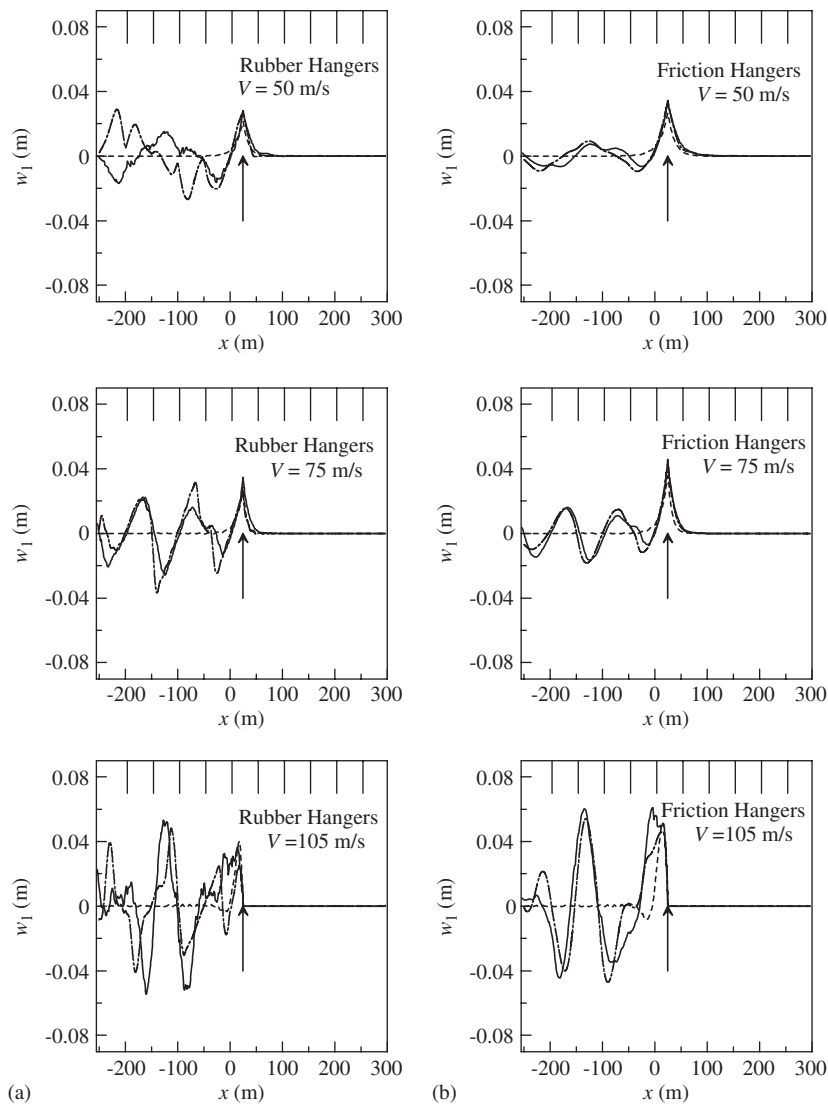 0.08
0.04
0
-0.04
-0.08
w1 (m)
Rubber Hangers
V = 50 m/s
-200 -100 0 100 200 300
x (m)
0.08
0.04
0
-0.04
-0.08
w1 (m)
Friction Hangers
V = 50 m/s
-200 -100 0 100 200 300
x (m)
0.08
0.04
0
-0.04
-0.08
w1 (m)
Rubber Hangers
V = 75 m/s
-200 -100 0 100 200 300
x (m)
0.08
0.04
0
-0.04
-0.08
w1 (m)
Friction Hangers
V = 75 m/s
-200 -100 0 100 200 300
x (m)
0.08
0.04
0
-0.04
-0.08
w1 (m)
Rubber Hangers
V =105 m/s
-200 -100 0 100 200 300
x (m)
(a)
0.08
0.04
0
-0.04
-0.08
w1 (m)
Friction Hangers
V =105 m/s
-200 -100 0 100 200 300
x (m)
(b)